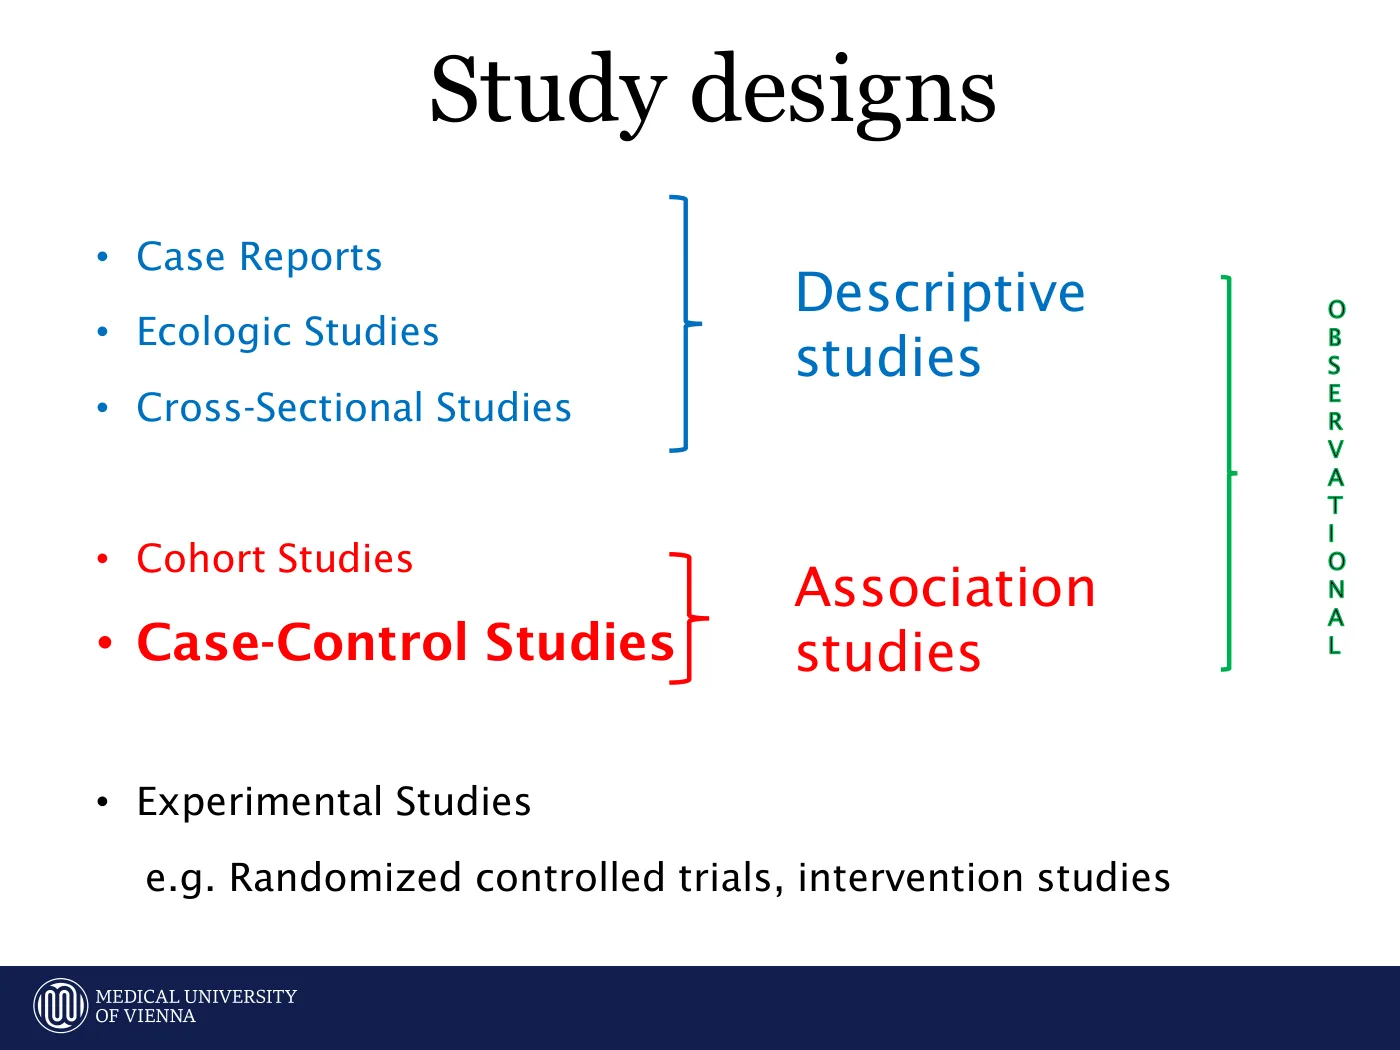 Study designs
• Case Reports
• Ecologic Studies
• Cross-Sectional Studies
Descriptive
studies
• Cohort Studies
• Case-Control Studies
Association
studies
OBSERVATIONAL
• Experimental Studies
e.g. Randomized controlled trials, intervention studies
MEDICAL UNIVERSITY
OF VIENNA